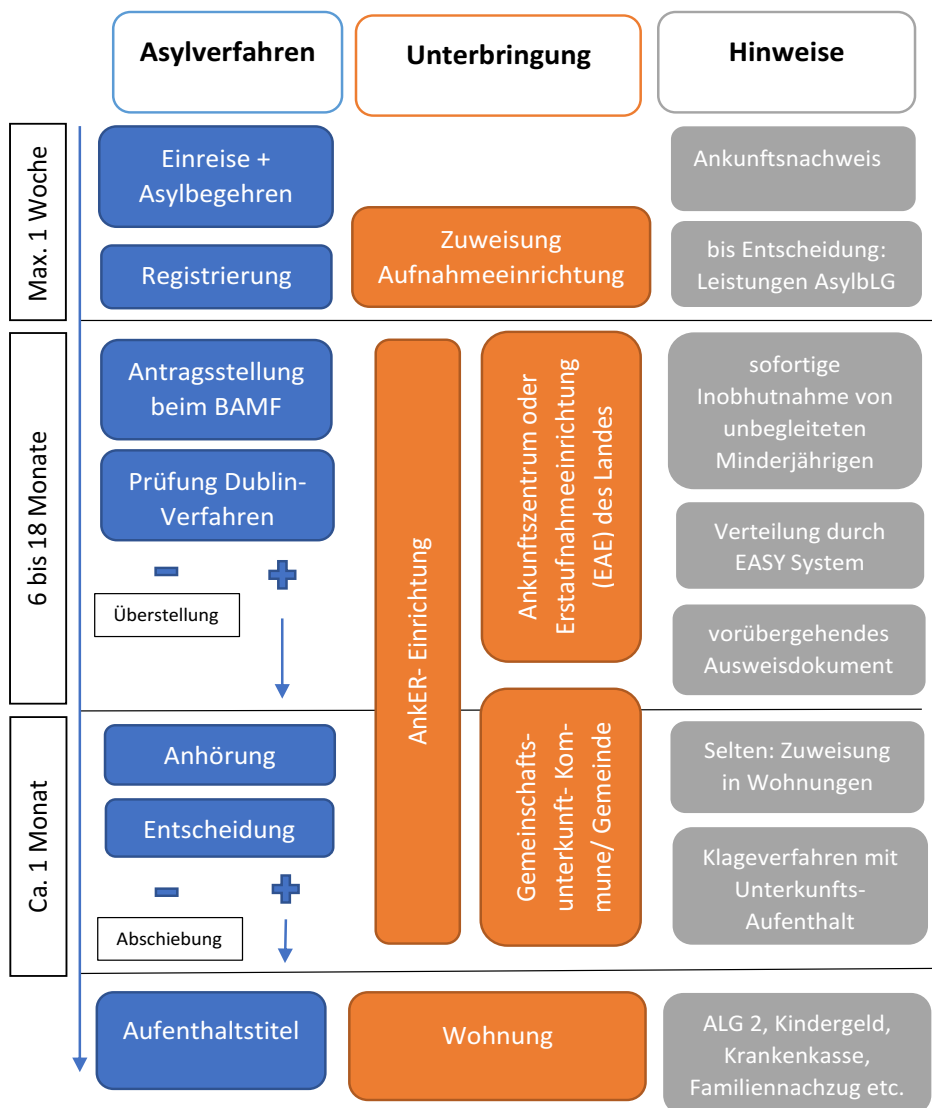 Asylverfahren
Unterbringung
Hinweise
Max. 1 Woche
Einreise +
Asylbegehren
Ankunftsnachweis
Registrierung
Zuweisung
Aufnahmeeinrichtung
bis Entscheidung:
Leistungen AsylbLG
6 bis 18 Monate
Antragsstellung
beim BAMF
Prüfung Dublin-
Verfahren
Überstellung
AnkER- Einrichtung
Ankunftszentrum oder
Erstaufnahmeeinrichtung
(EAE) des Landes
sofortige
Inobhutnahme von
unbegleiteten
Minderjährigen
Verteilung durch
EASY System
vorübergehendes
Ausweisdokument
Ca. 1 Monat
Anhörung
Entscheidung
Abschiebung
Gemeinschafts-
unterkunft- Kom-
mune/ Gemeinde
Selten: Zuweisung
in Wohnungen
Klageverfahren mit
Unterkunfts-
Aufenthalt
Aufenthaltstitel
Wohnung
ALG 2, Kindergeld,
Krankenkasse,
Familiennachzug etc.